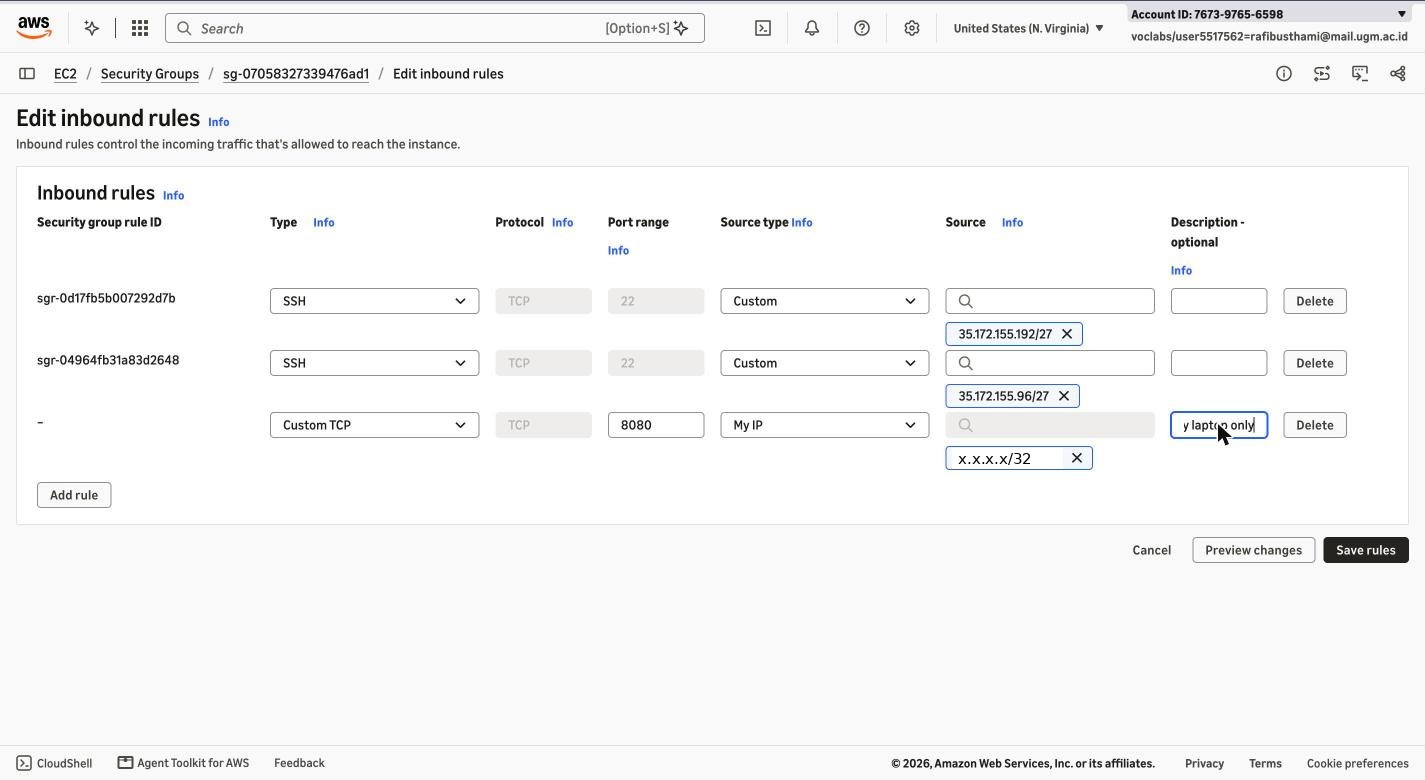 aws
Search
[Option+S]
United States (N. Virginia)
Account ID: 7673-9765-6598
voclabs/user5517562=rafibusthami@mail.ugm.ac.id
EC2 / Security Groups / sg-07058327339476ad1 / Edit inbound rules
Edit inbound rules Info
Inbound rules control the incoming traffic that's allowed to reach the instance.
Inbound rules Info
Security group rule ID Type Info Protocol Info Port range Info Source type Info Source Info Description - optional Info
sgr-0d17fb5b007292d7b SSH TCP 22 Custom Delete
35.172.155.192/27
sgr-04964fb31a83d2648 SSH TCP 22 Custom Delete
35.172.155.96/27
– Custom TCP TCP 8080 My IP y laptop only Delete
x.x.x.x/32
Add rule
Cancel Preview changes Save rules
CloudShell Agent Toolkit for AWS Feedback © 2026, Amazon Web Services, Inc. or its affiliates. Privacy Terms Cookie preferences